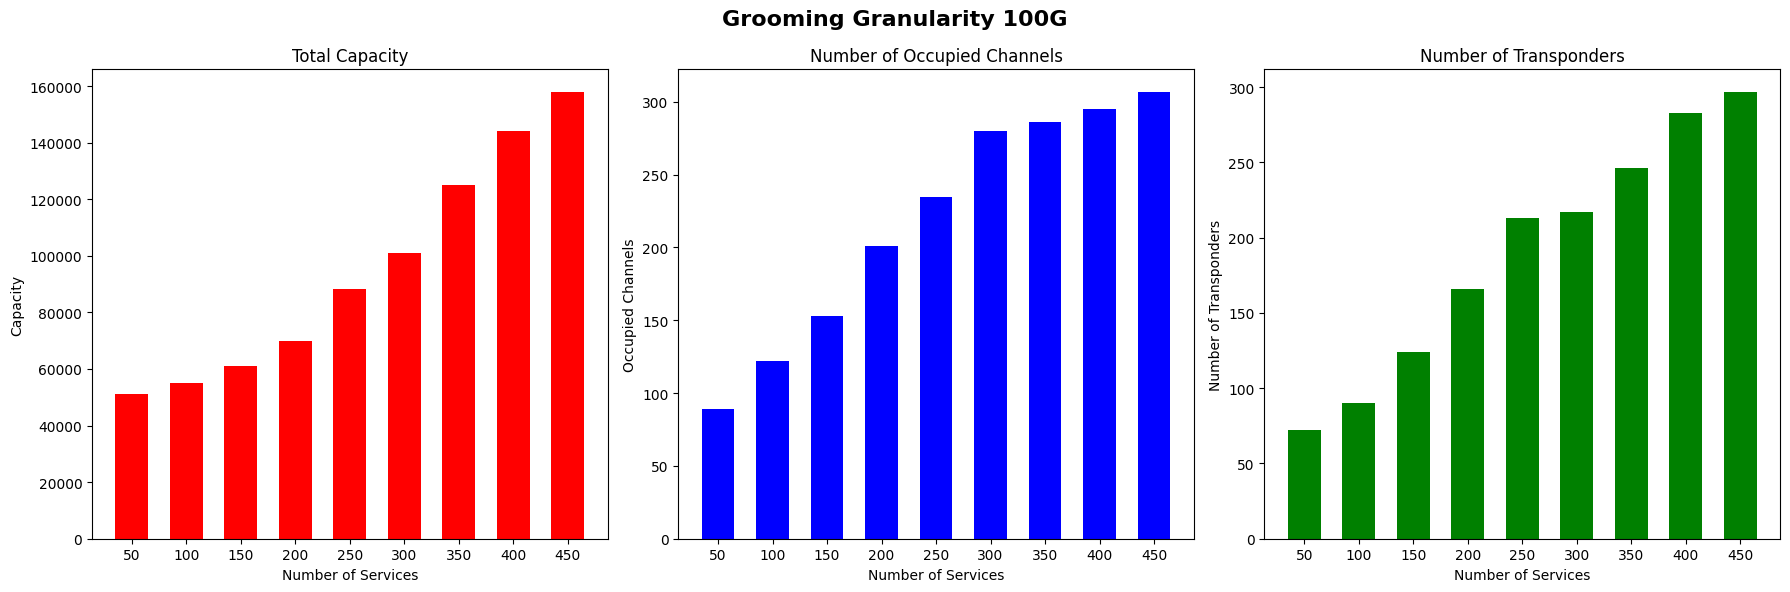 Grooming Granularity 100G
Total Capacity
Capacity
160000
140000
120000
100000
80000
60000
40000
20000
0
50 100 150 200 250 300 350 400 450
Number of Services
Number of Occupied Channels
Occupied Channels
300
250
200
150
100
50
0
50 100 150 200 250 300 350 400 450
Number of Services
Number of Transponders
Number of Transponders
300
250
200
150
100
50
0
50 100 150 200 250 300 350 400 450
Number of Services